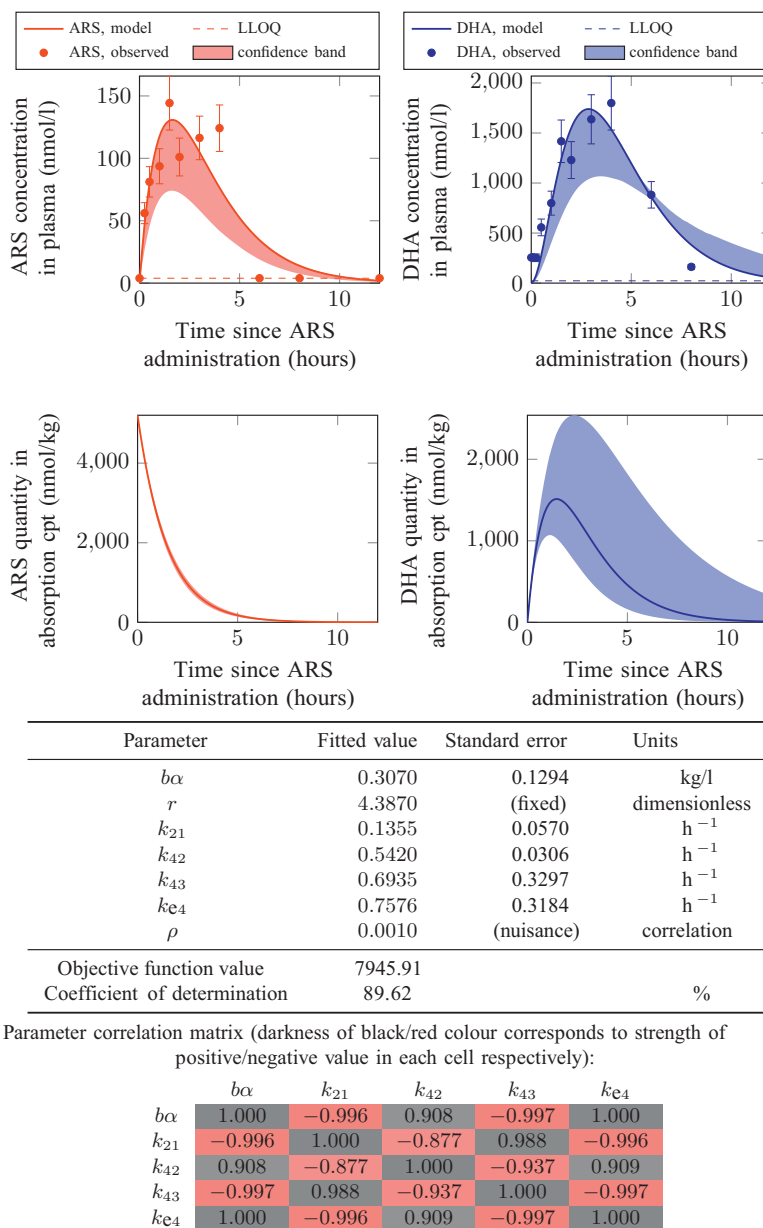 ARS, model
LLOQ
ARS, observed
confidence band
DHA, model
LLOQ
DHA, observed
confidence band
ARS concentration
in plasma (nmol/l)
150
100
50
0
0
5
10
Time since ARS
administration (hours)
DHA concentration
in plasma (nmol/l)
2,000
1,500
1,000
500
0
0
5
10
Time since ARS
administration (hours)
ARS quantity in
absorption cpt (nmol/kg)
4,000
2,000
0
0
5
10
Time since ARS
administration (hours)
DHA quantity in
absorption cpt (nmol/kg)
2,000
1,000
0
0
5
10
Time since ARS
administration (hours)
Parameter Fitted value Standard error Units
bα 0.3070 0.1294 kg/l
r 4.3870 (fixed) dimensionless
k₂₁ 0.1355 0.0570 h⁻¹
k₄₂ 0.5420 0.0306 h⁻¹
k₄₃ 0.6935 0.3297 h⁻¹
kₑ₄ 0.7576 0.3184 h⁻¹
ρ 0.0010 (nuisance) correlation
Objective function value 7945.91
Coefficient of determination 89.62 %
Parameter correlation matrix (darkness of black/red colour corresponds to strength of
positive/negative value in each cell respectively):
bα k₂₁ k₄₂ k₄₃ kₑ₄
bα 1.000 −0.996 0.908 −0.997 1.000
k₂₁ −0.996 1.000 −0.877 0.988 −0.996
k₄₂ 0.908 −0.877 1.000 −0.937 0.909
k₄₃ −0.997 0.988 −0.937 1.000 −0.997
kₑ₄ 1.000 −0.996 0.909 −0.997 1.000